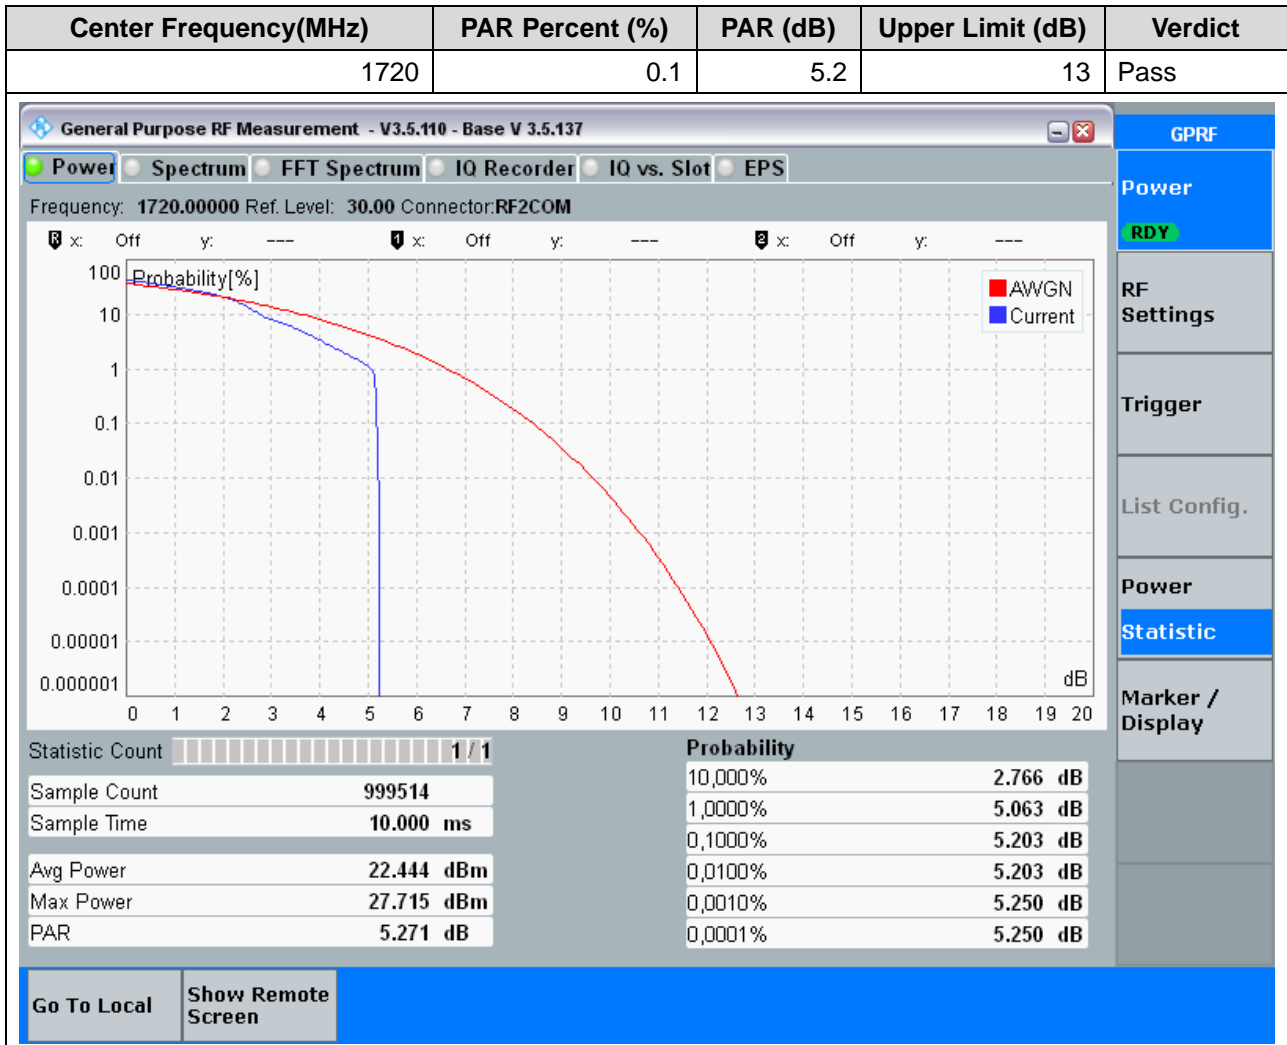 Center Frequency(MHz) PAR Percent (%) PAR (dB) Upper Limit (dB) Verdict
1720 0.1 5.2 13 Pass
General Purpose RF Measurement - V3.5.110 - Base V 3.5.137
GPRF
Power Spectrum FFT Spectrum IQ Recorder IQ vs. Slot EPS
Power
RDY
Frequency: 1720.00000 Ref. Level: 30.00 Connector:RF2COM
R x: Off y: --- 1 x: Off y: --- 2 x: Off y: ---
Probability[%]
AWGN
Current
100
10
1
0.1
0.01
0.001
0.0001
0.00001
0.000001
dB
0 1 2 3 4 5 6 7 8 9 10 11 12 13 14 15 16 17 18 19 20
RF
Settings
Trigger
List Config.
Power
Statistic
Marker /
Display
Statistic Count 1 / 1
Sample Count 999514
Sample Time 10.000 ms
Avg Power 22.444 dBm
Max Power 27.715 dBm
PAR 5.271 dB
Probability
10,000% 2.766 dB
1,0000% 5.063 dB
0,1000% 5.203 dB
0,0100% 5.203 dB
0,0010% 5.250 dB
0,0001% 5.250 dB
Go To Local
Show Remote
Screen